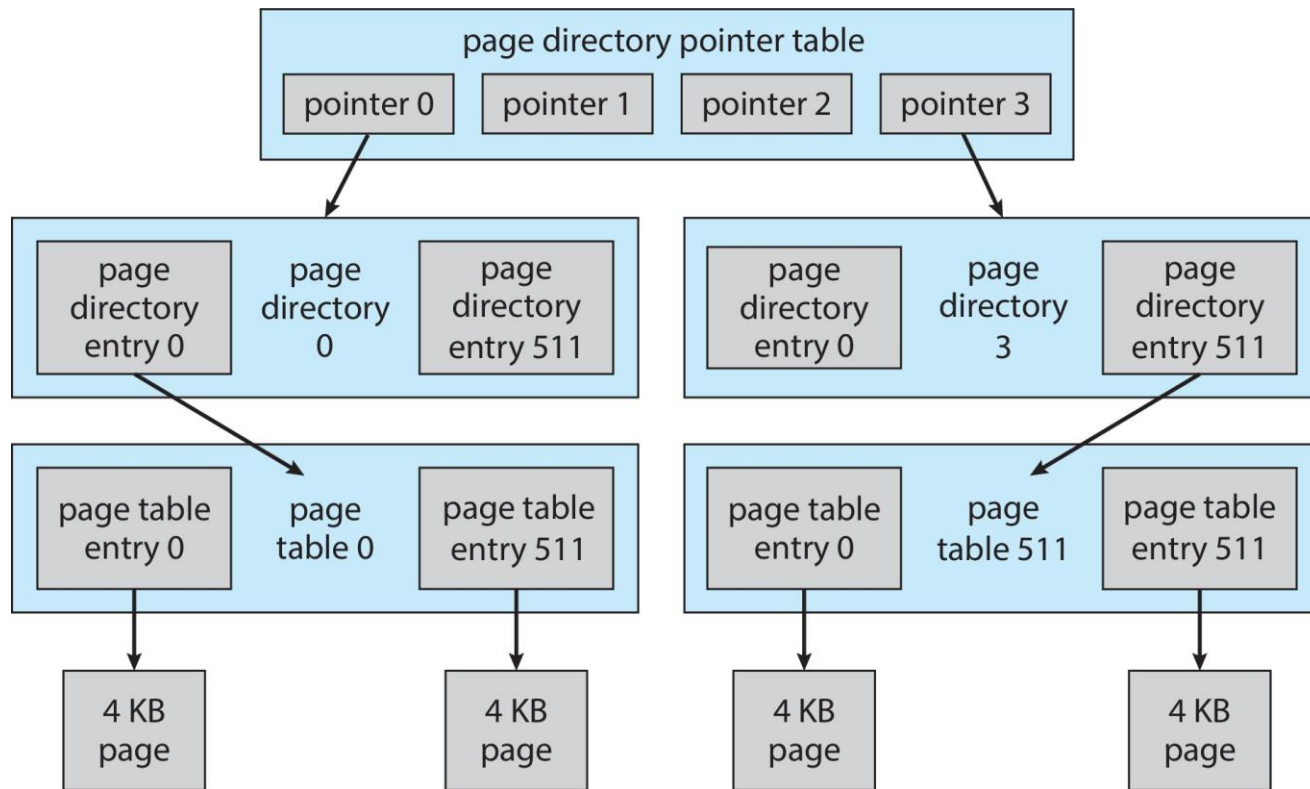 page directory pointer table
pointer 0
pointer 1
pointer 2
pointer 3
page
directory
entry 0
page
directory
0
page
directory
entry 511
page
directory
entry 0
page
directory
3
page
directory
entry 511
page table
entry 0
page
table 0
page table
entry 511
page table
entry 0
page
table 511
page table
entry 511
4 KB
page
4 KB
page
4 KB
page
4 KB
page